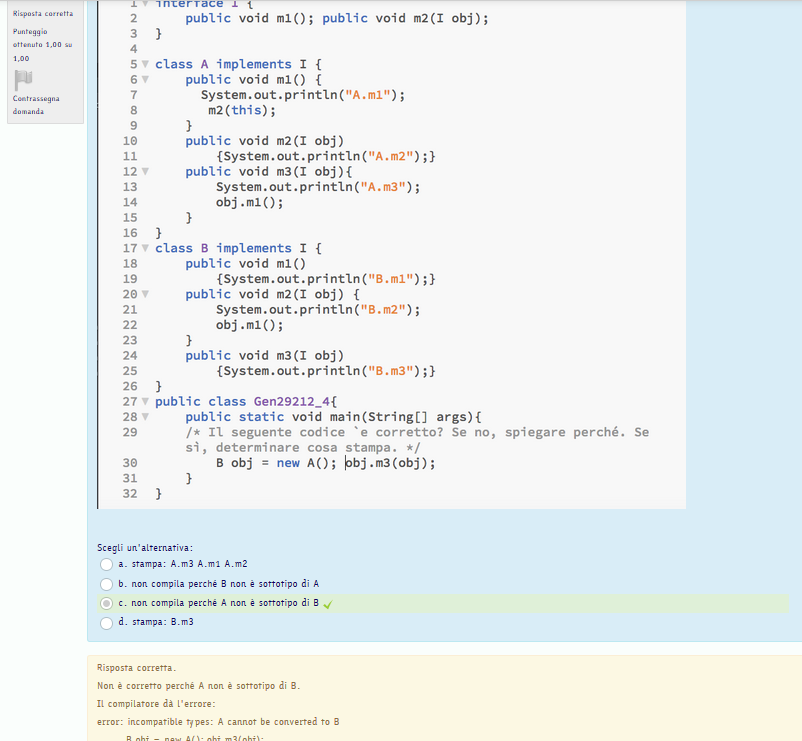 Risposta corretta
Punteggio
ottenuto 1,00 su
1,00
Contrassegna
domanda
1 interface I {
2 public void m1(); public void m2(I obj);
3 }
4
5 class A implements I {
6 public void m1() {
7 System.out.println("A.m1");
8 m2(this);
9 }
10 public void m2(I obj)
11 {System.out.println("A.m2");}
12 public void m3(I obj){
13 System.out.println("A.m3");
14 obj.m1();
15 }
16 }
17 class B implements I {
18 public void m1()
19 {System.out.println("B.m1");}
20 public void m2(I obj) {
21 System.out.println("B.m2");
22 obj.m1();
23 }
24 public void m3(I obj)
25 {System.out.println("B.m3");}
26 }
27 public class Gen29212_4{
28 public static void main(String[] args){
29 /* Il seguente codice `e corretto? Se no, spiegare perché. Se
sì, determinare cosa stampa. */
30 B obj = new A(); obj.m3(obj);
31 }
32 }
Scegli un'alternativa:
a. stampa: A.m3 A.m1 A.m2
b. non compila perché B non è sottotipo di A
c. non compila perché A non è sottotipo di B
d. stampa: B.m3
Risposta corretta.
Non è corretto perché A non è sottotipo di B.
Il compilatore dà l'errore:
error: incompatible types: A cannot be converted to B
B obj = new A(); obj.m3(obj);